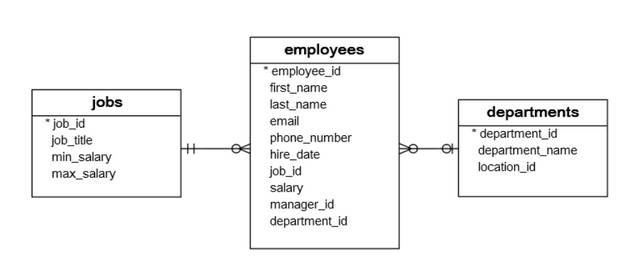 jobs
* job_id
job_title
min_salary
max_salary
employees
* employee_id
first_name
last_name
email
phone_number
hire_date
job_id
salary
manager_id
department_id
departments
* department_id
department_name
location_id